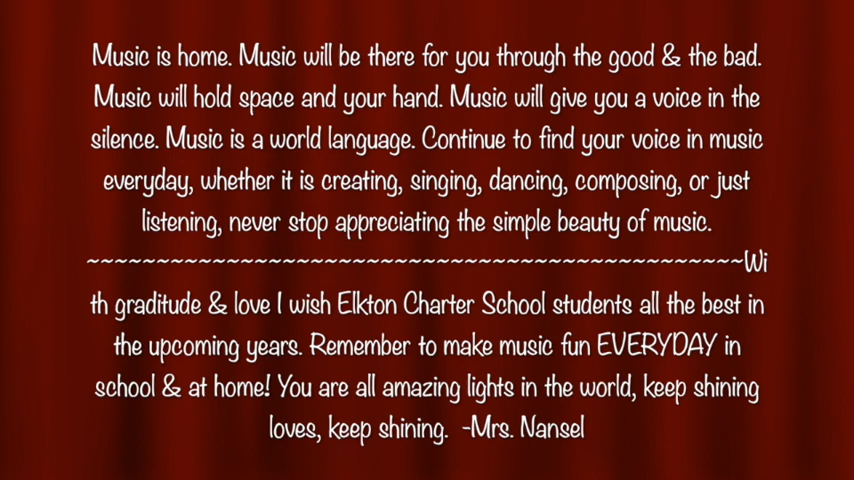 Music is home. Music will be there for you through the good & the bad.
Music will hold space and your hand. Music will give you a voice in the
silence. Music is a world language. Continue to find your voice in music
everyday, whether it is creating, singing, dancing, composing, or just
listening, never stop appreciating the simple beauty of music.
~~~~~~~~~~~~~~~~~~~~~~~~~~~~~~~~~~~~~~~~~~~~~~~Wi
th graditude & love I wish Elkton Charter School students all the best in
the upcoming years. Remember to make music fun EVERYDAY in
school & at home! You are all amazing lights in the world, keep shining
loves, keep shining.  -Mrs. Nansel